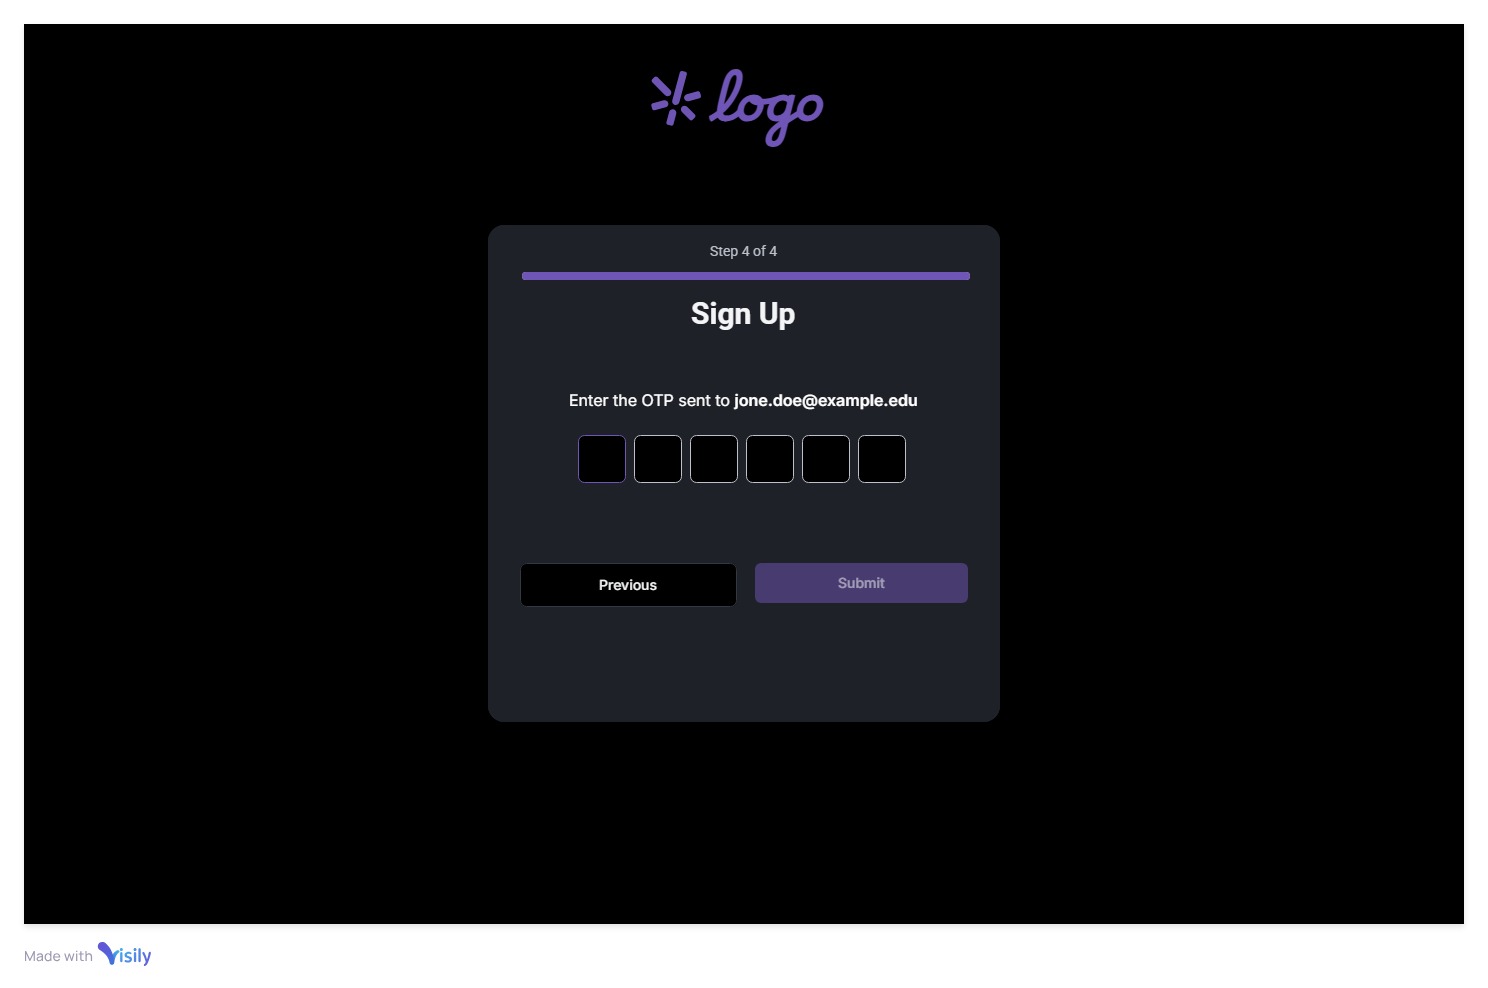 logo
Step 4 of 4
Sign Up
Enter the OTP sent to jone.doe@example.edu
Previous
Submit
Made with Visily